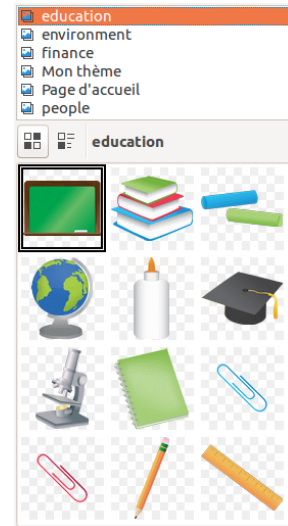 education
environment
finance
Mon thème
Page d'accueil
people
education